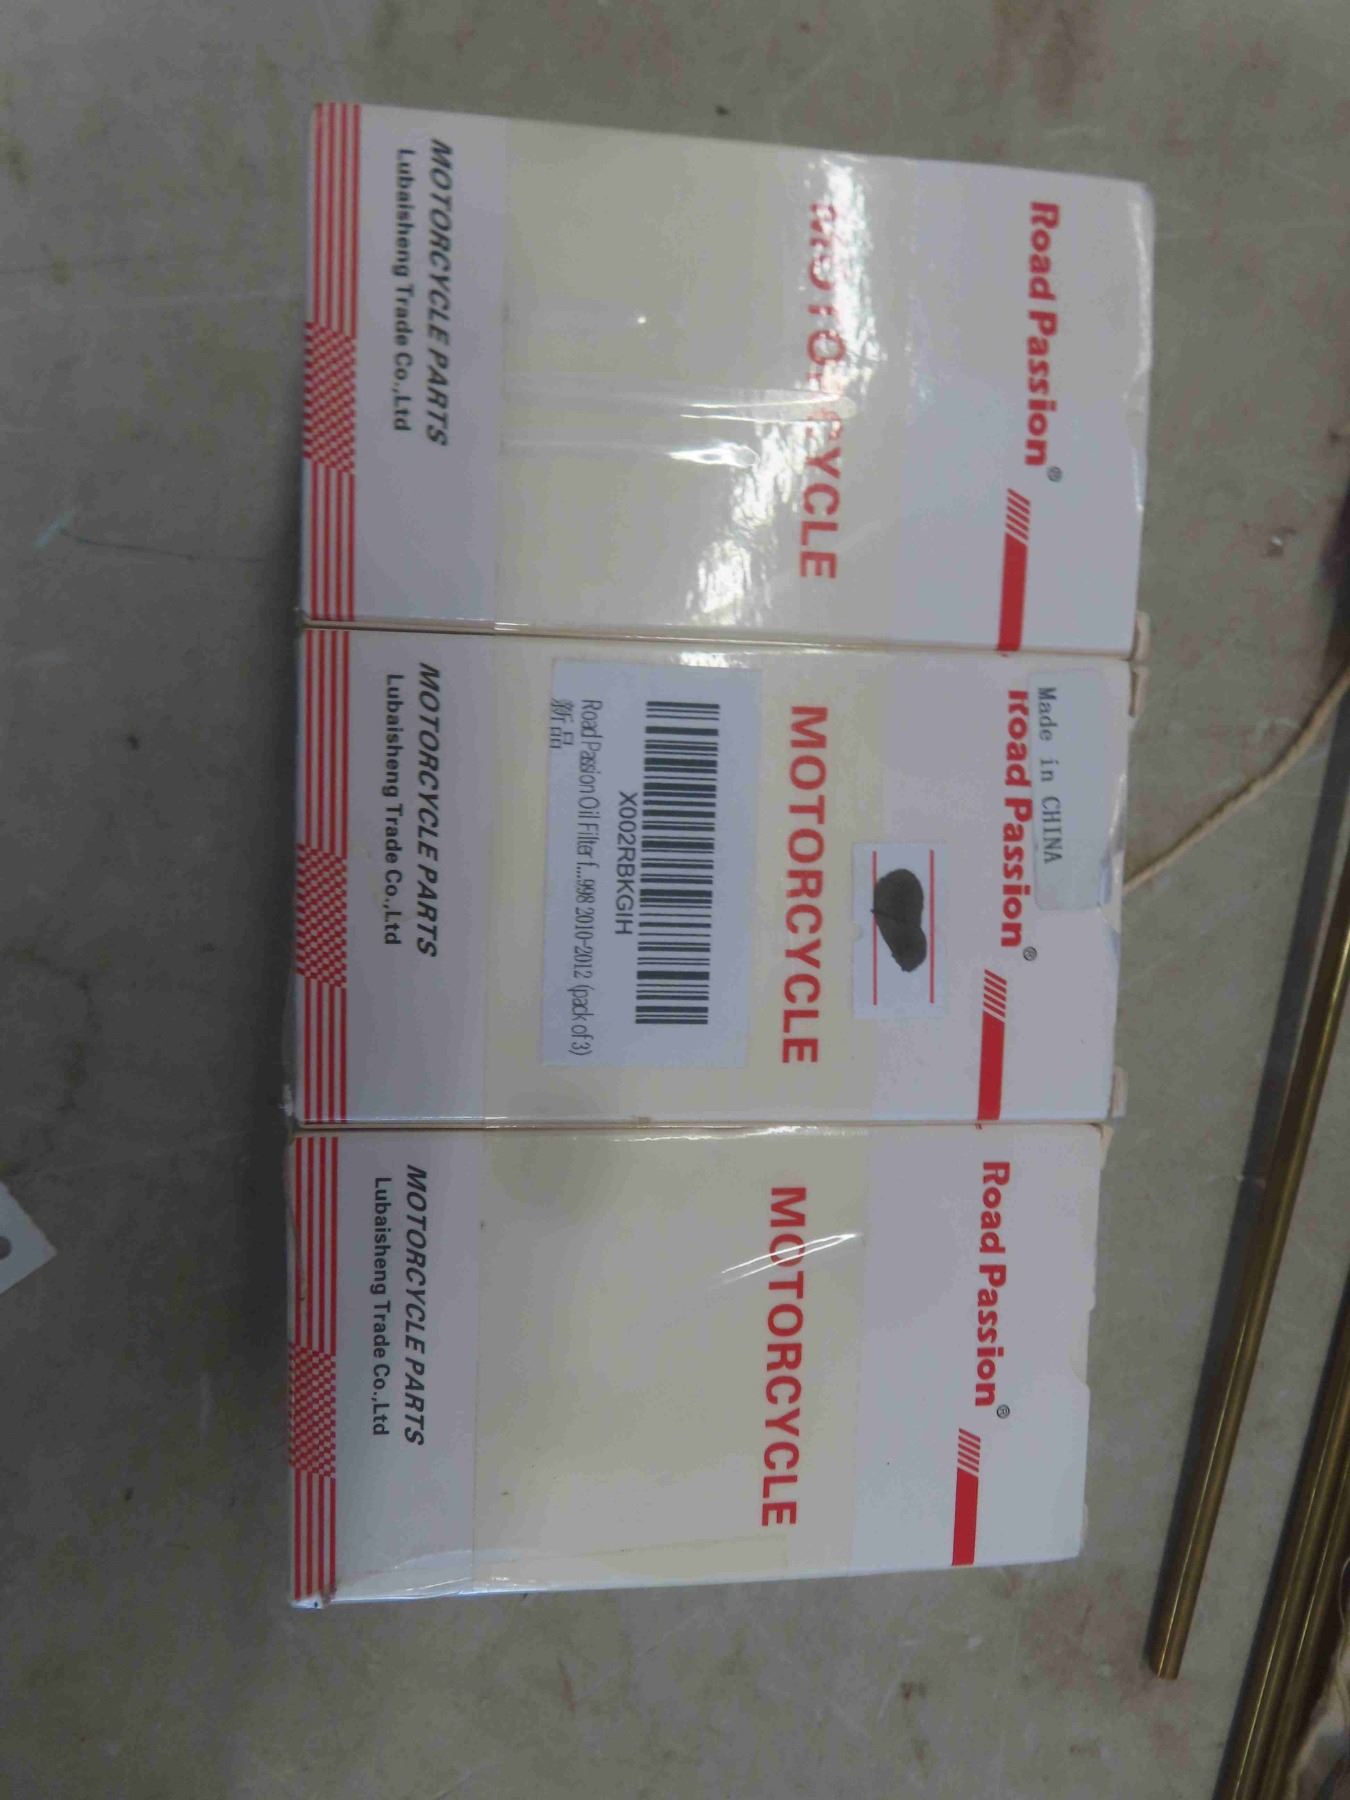 Road Passion®
MOTORCYCLE
MOTORCYCLE PARTS
Lubaisheng Trade Co.,Ltd
Made in CHINA
Road Passion®
MOTORCYCLE
X002RBKGIH
Road Passion Oil Filter f...998 2010-2012 (pack of 3)
新品
MOTORCYCLE PARTS
Lubaisheng Trade Co.,Ltd
Road Passion®
MOTORCYCLE
MOTORCYCLE PARTS
Lubaisheng Trade Co.,Ltd